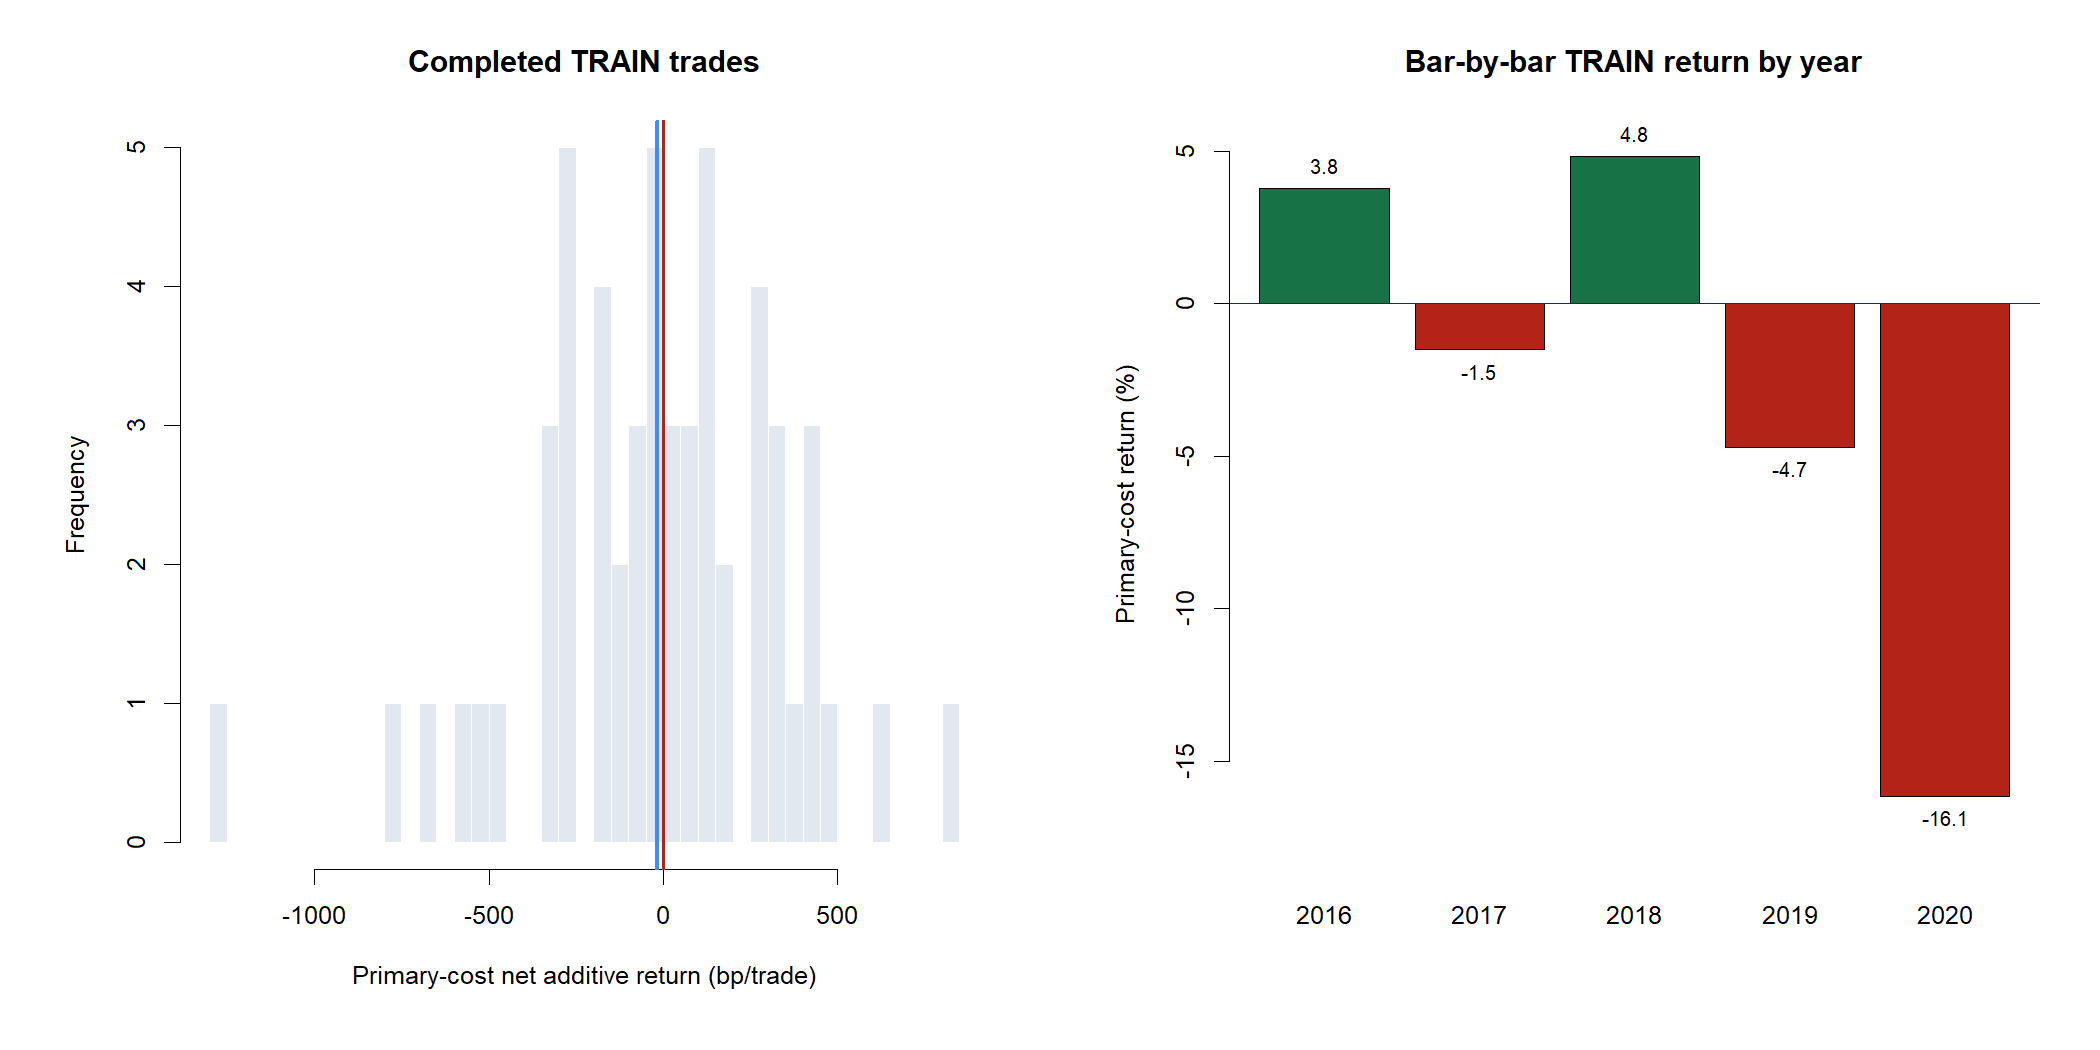 Completed TRAIN trades
Frequency
5
4
3
2
1
0
-1000 -500 0 500
Primary-cost net additive return (bp/trade)
Bar-by-bar TRAIN return by year
Primary-cost return (%)
5
0
-5
-10
-15
3.8
-1.5
4.8
-4.7
-16.1
2016 2017 2018 2019 2020